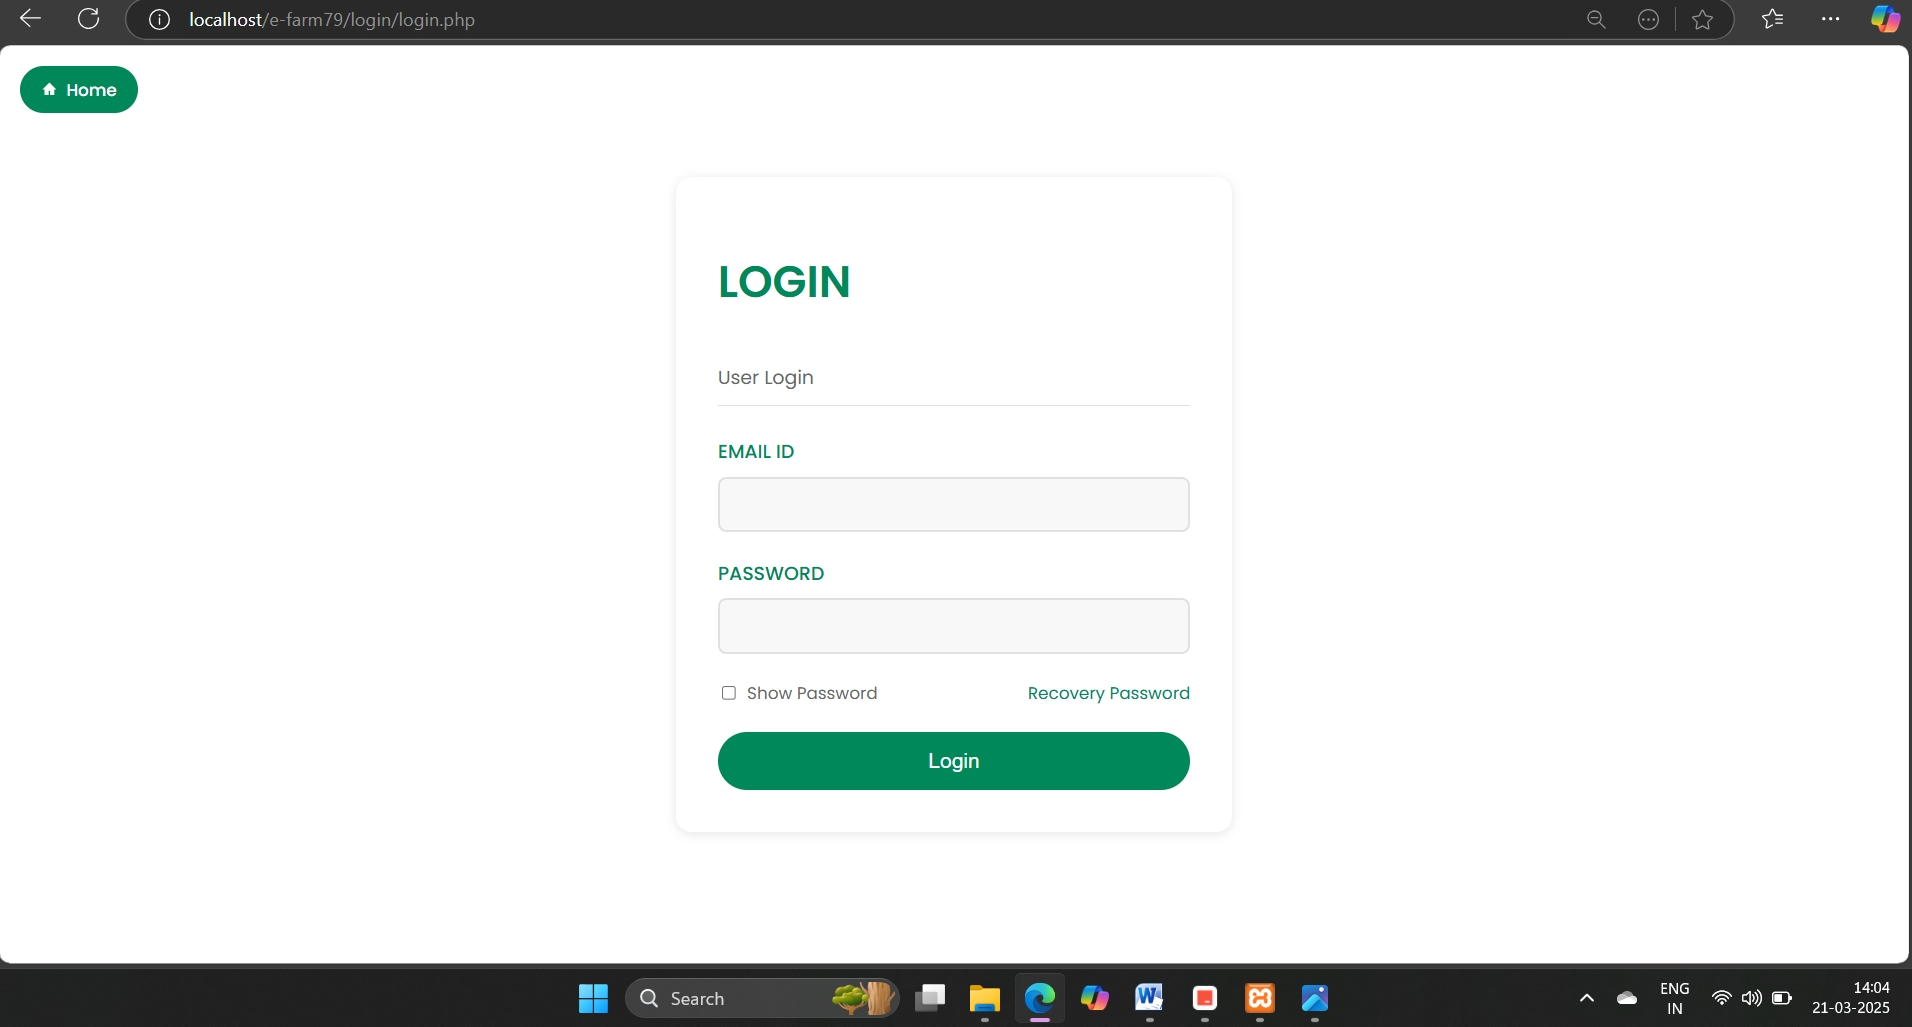 localhost/e-farm79/login/login.php
Home
LOGIN
User Login
EMAIL ID
PASSWORD
Show Password
Recovery Password
Login
Search
W
ENG
IN
14:04
21-03-2025